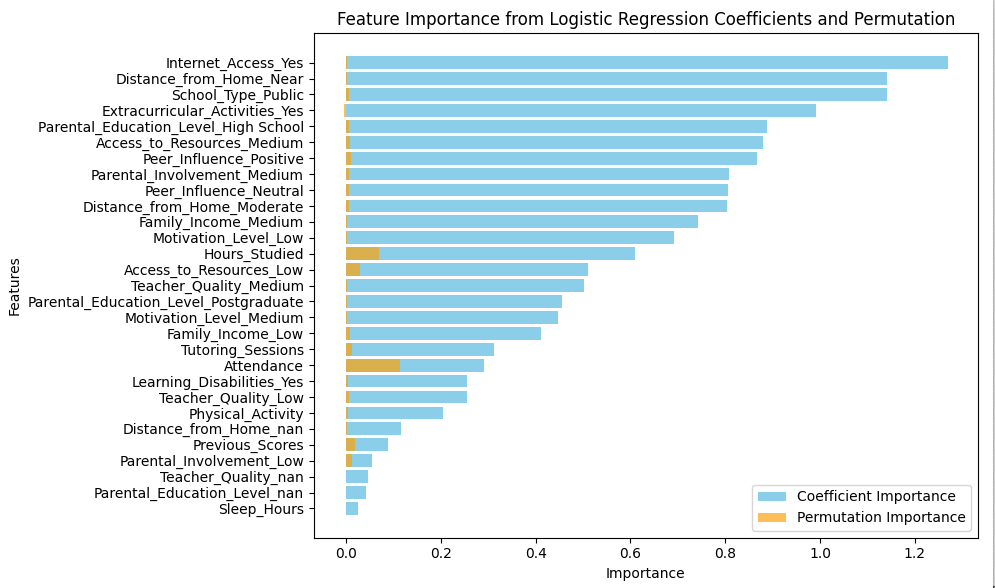 Feature Importance from Logistic Regression Coefficients and Permutation
Features
Internet_Access_Yes
Distance_from_Home_Near
School_Type_Public
Extracurricular_Activities_Yes
Parental_Education_Level_High School
Access_to_Resources_Medium
Peer_Influence_Positive
Parental_Involvement_Medium
Peer_Influence_Neutral
Distance_from_Home_Moderate
Family_Income_Medium
Motivation_Level_Low
Hours_Studied
Access_to_Resources_Low
Teacher_Quality_Medium
Parental_Education_Level_Postgraduate
Motivation_Level_Medium
Family_Income_Low
Tutoring_Sessions
Attendance
Learning_Disabilities_Yes
Teacher_Quality_Low
Physical_Activity
Distance_from_Home_nan
Previous_Scores
Parental_Involvement_Low
Teacher_Quality_nan
Parental_Education_Level_nan
Sleep_Hours
Coefficient Importance
Permutation Importance
0.0 0.2 0.4 0.6 0.8 1.0 1.2
Importance